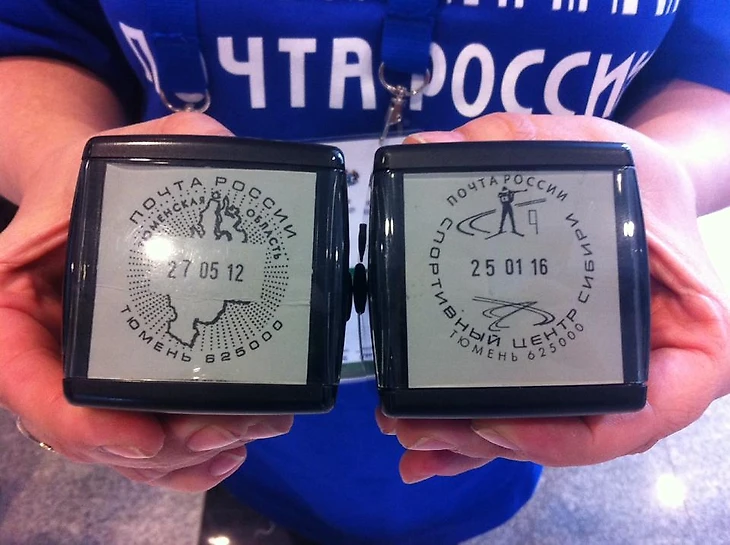 ПОЧТА РОССИИ
ПОЧТА РОССИИ
ТЮМЕНСКАЯ ОБЛАСТЬ
27 05 12
ТЮМЕНЬ 625000
ПОЧТА РОССИИ
СПОРТИВНЫЙ ЦЕНТР СИБИРИ
25 01 16
ТЮМЕНЬ 625000